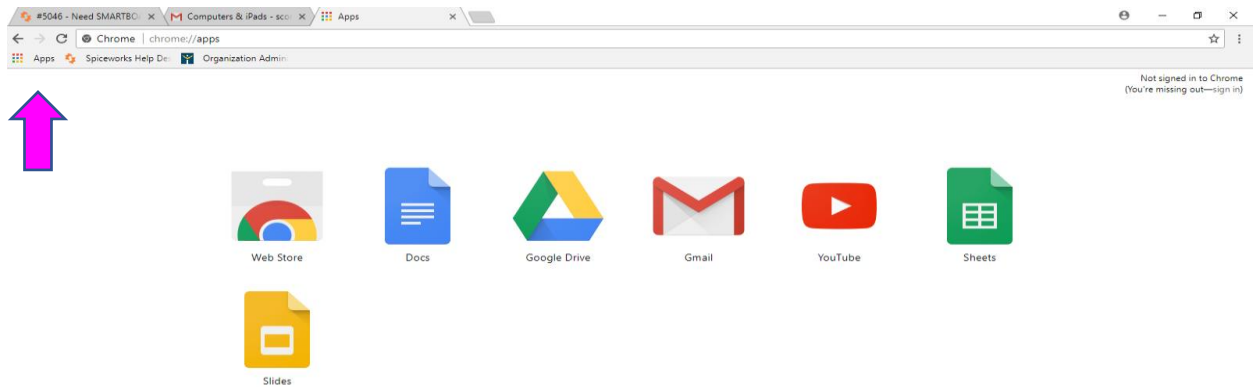 #5046 - Need SMARTBO
Computers & iPads - sco
Apps
Chrome | chrome://apps
Apps
Spiceworks Help De
Organization Admin
Not signed in to Chrome
(You're missing out—sign in)
Web Store
Docs
Google Drive
Gmail
YouTube
Sheets
Slides